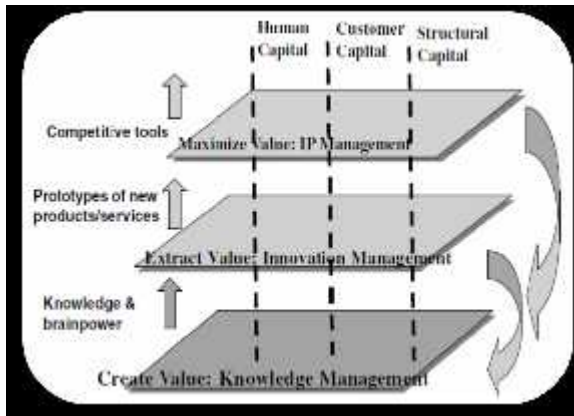 Human
Capital
Customer
Capital
Structural
Capital
Competitive tools
Maximize Value: IP Management
Prototypes of new
products/services
Extract Value: Innovation Management
Knowledge &
brainpower
Create Value: Knowledge Management